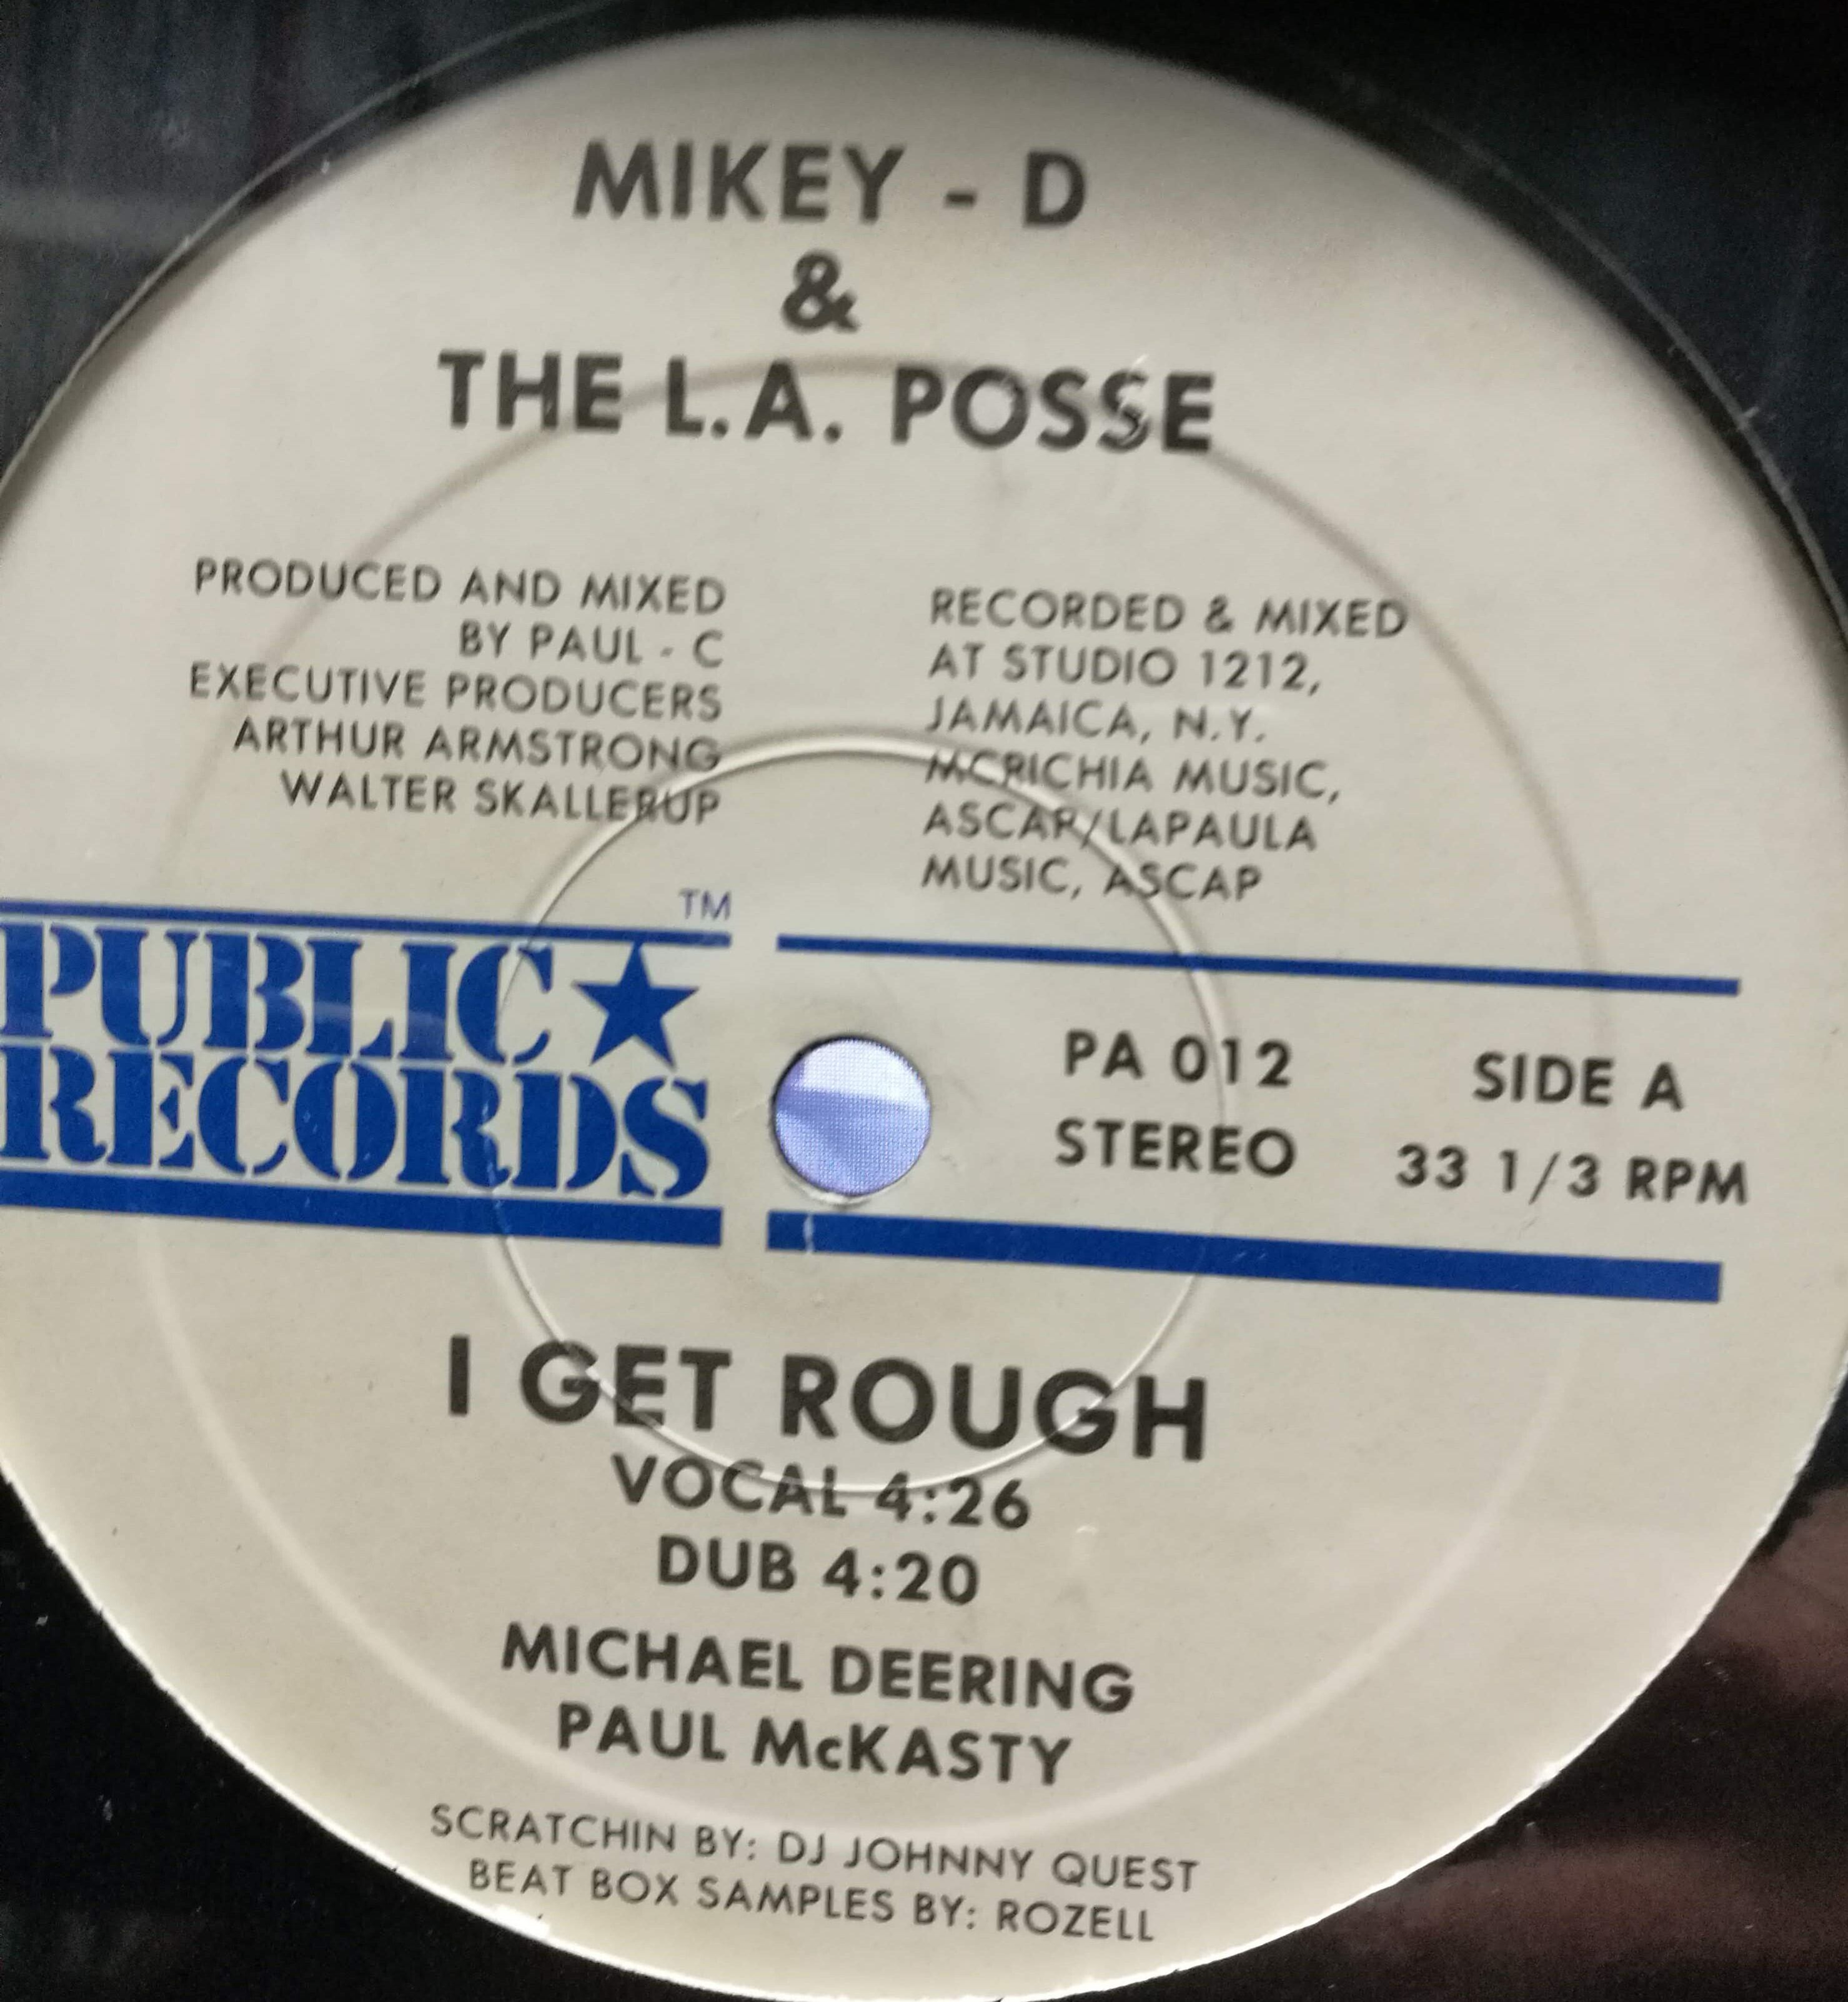 MIKEY - D
&
THE L.A. POSSE
PRODUCED AND MIXED
BY PAUL - C
EXECUTIVE PRODUCERS
ARTHUR ARMSTRONG
WALTER SKALLERUP
RECORDED & MIXED
AT STUDIO 1212,
JAMAICA, N.Y.
MCRICHIA MUSIC,
ASCAP/LAPAULA
MUSIC, ASCAP
TM
PUBLIC★
RECORDS
PA 012 SIDE A
STEREO 33 1/3 RPM
I GET ROUGH
VOCAL 4:26
DUB 4:20
MICHAEL DEERING
PAUL McKASTY
SCRATCHIN BY: DJ JOHNNY QUEST
BEAT BOX SAMPLES BY: ROZELL